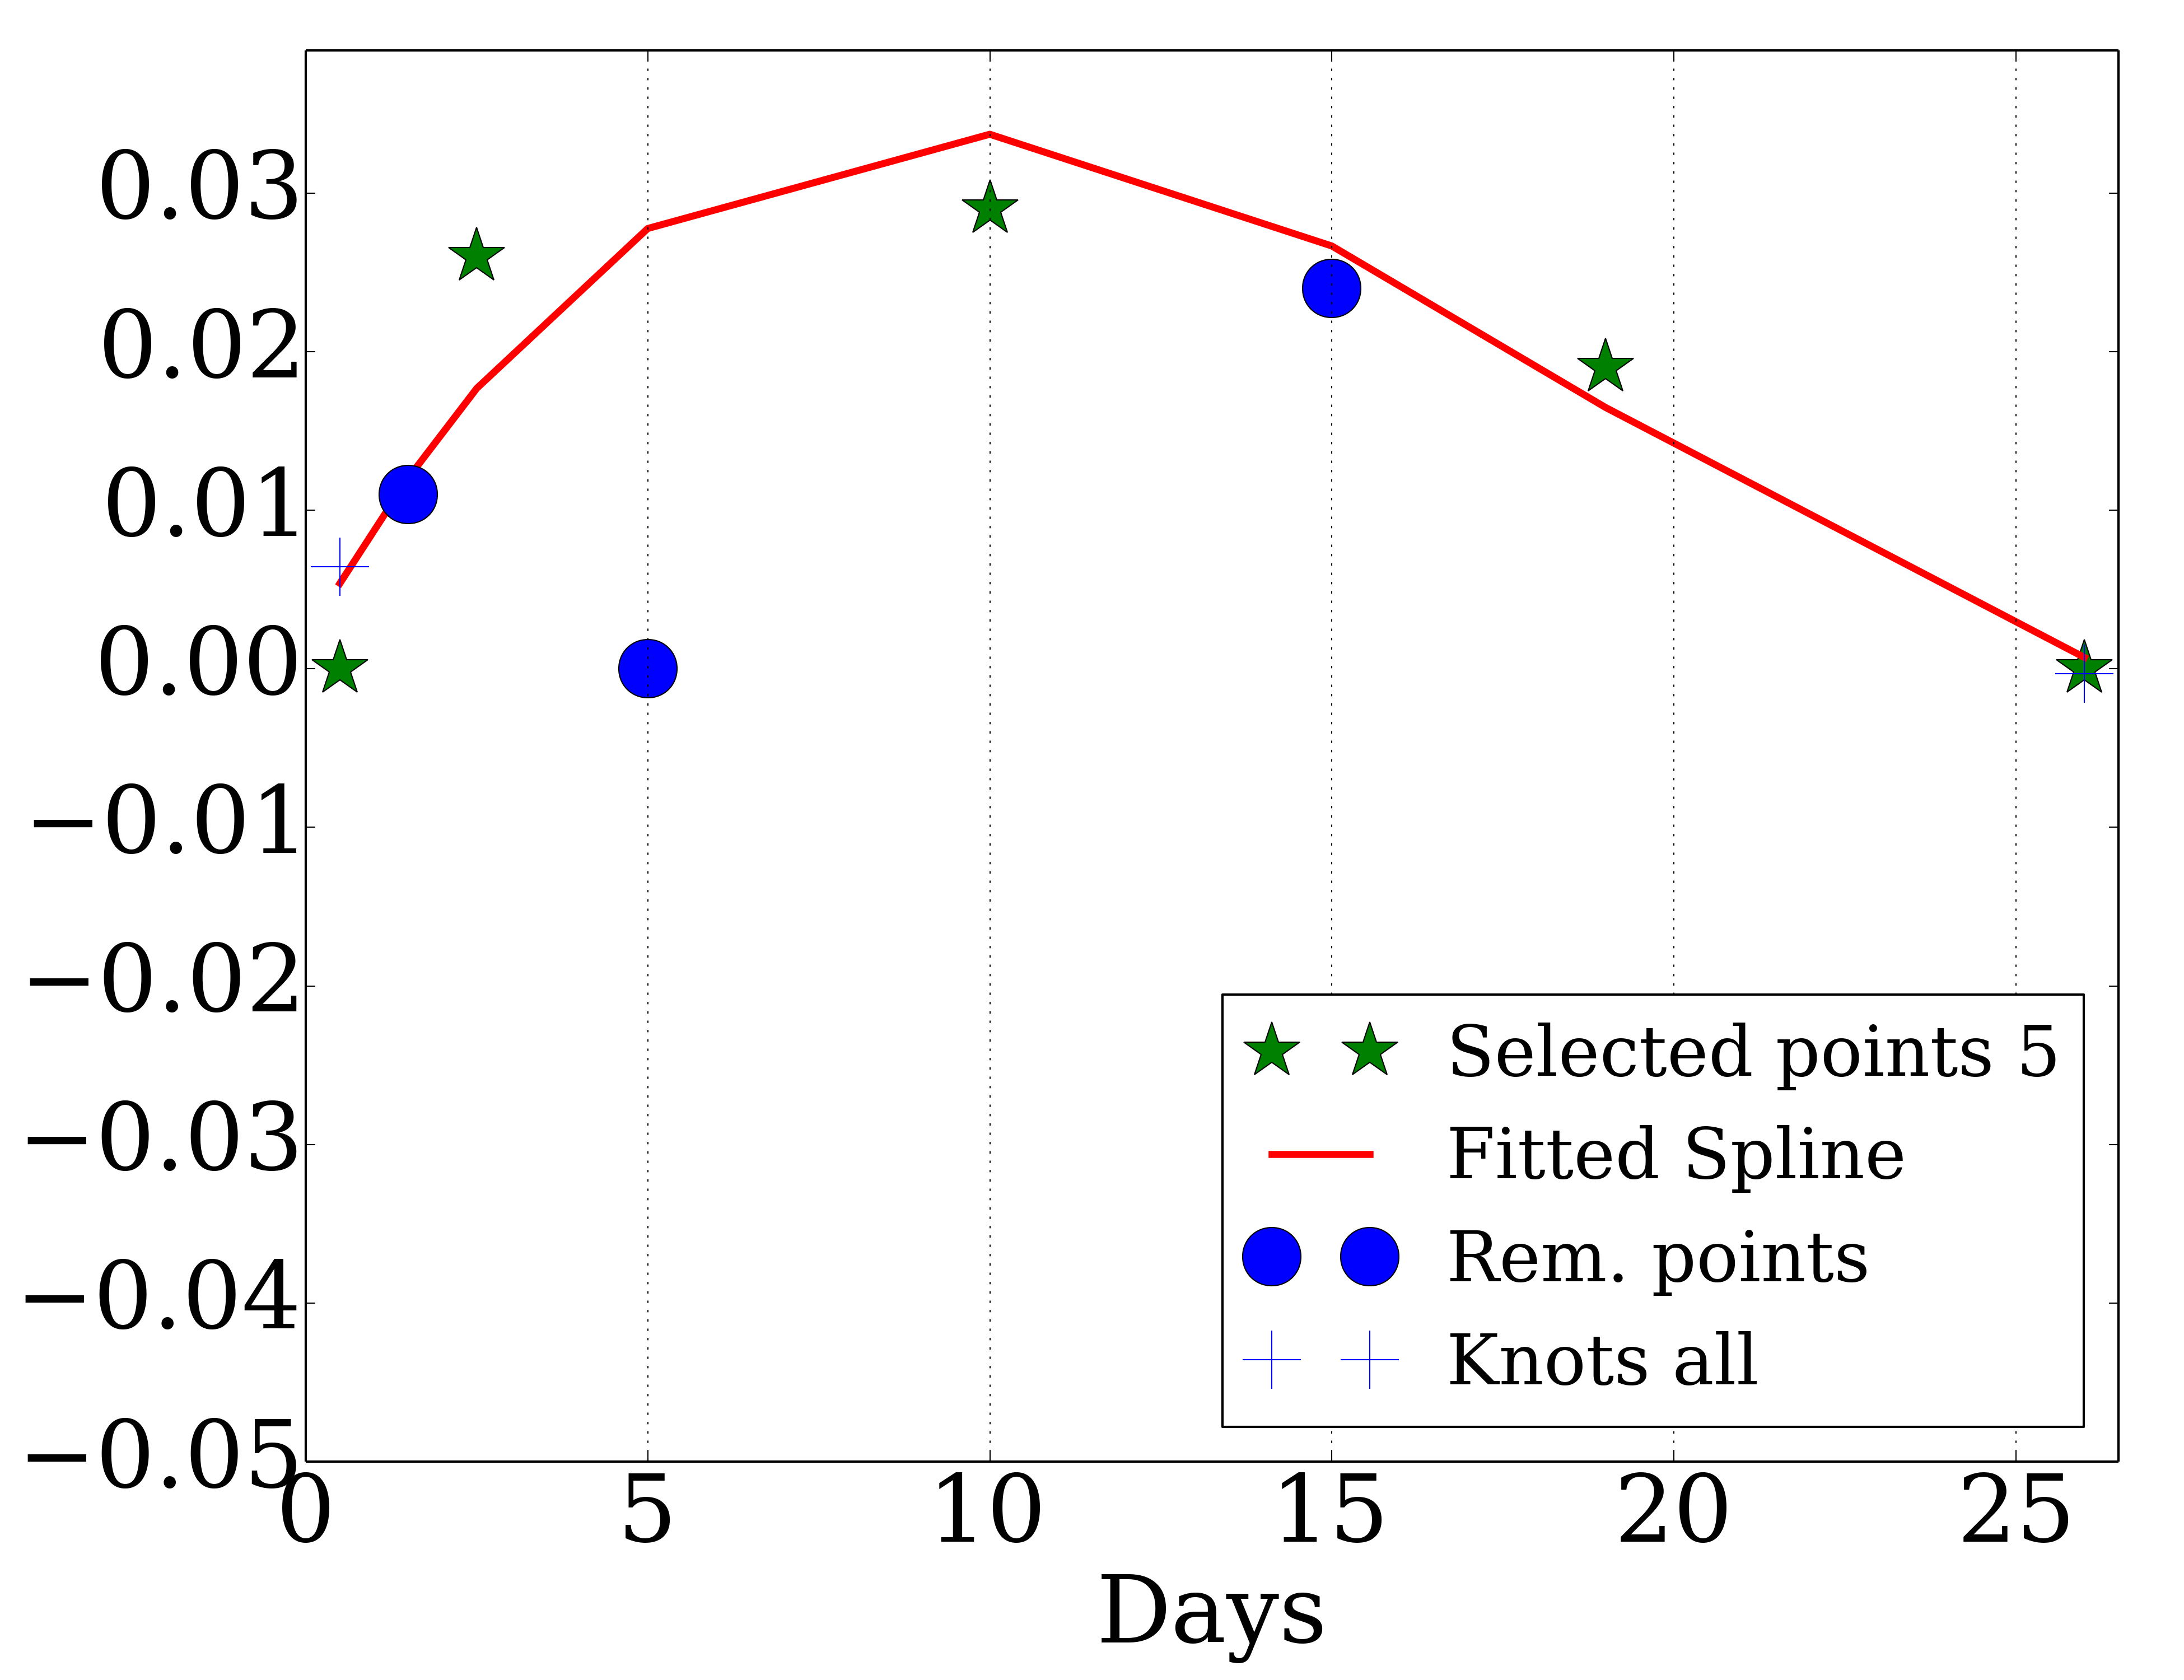 0.03
0.02
0.01
0.00
−0.01
−0.02
−0.03
−0.04
−0.05
0 5 10 15 20 25
Days
Selected points 5
Fitted Spline
Rem. points
Knots all